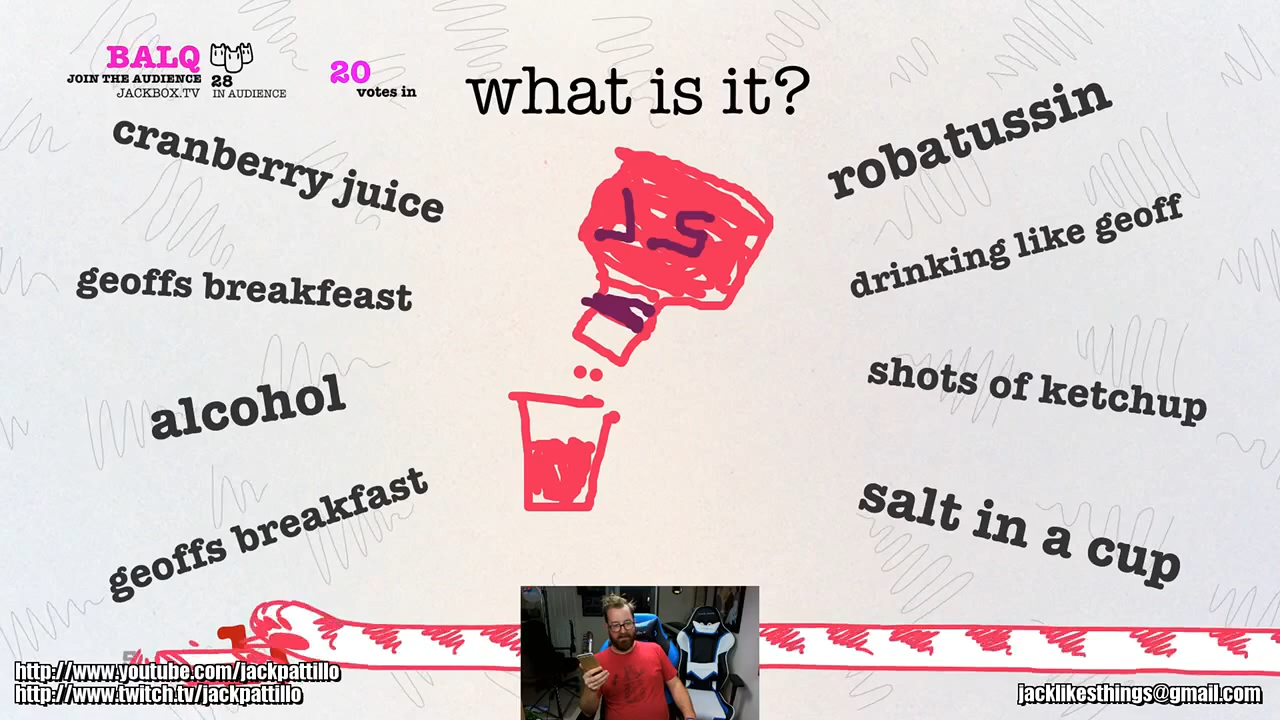 BALQ
JOIN THE AUDIENCE
JACKBOX.TV
28
IN AUDIENCE
20
votes in
what is it?
cranberry juice
geoffs breakfeast
alcohol
geoffs breakfast
robatussin
drinking like geoff
shots of ketchup
salt in a cup
http://www.youtube.com/jackpattillo
http://www.twitch.tv/jackpattillo
jacklikesthings@gmail.com